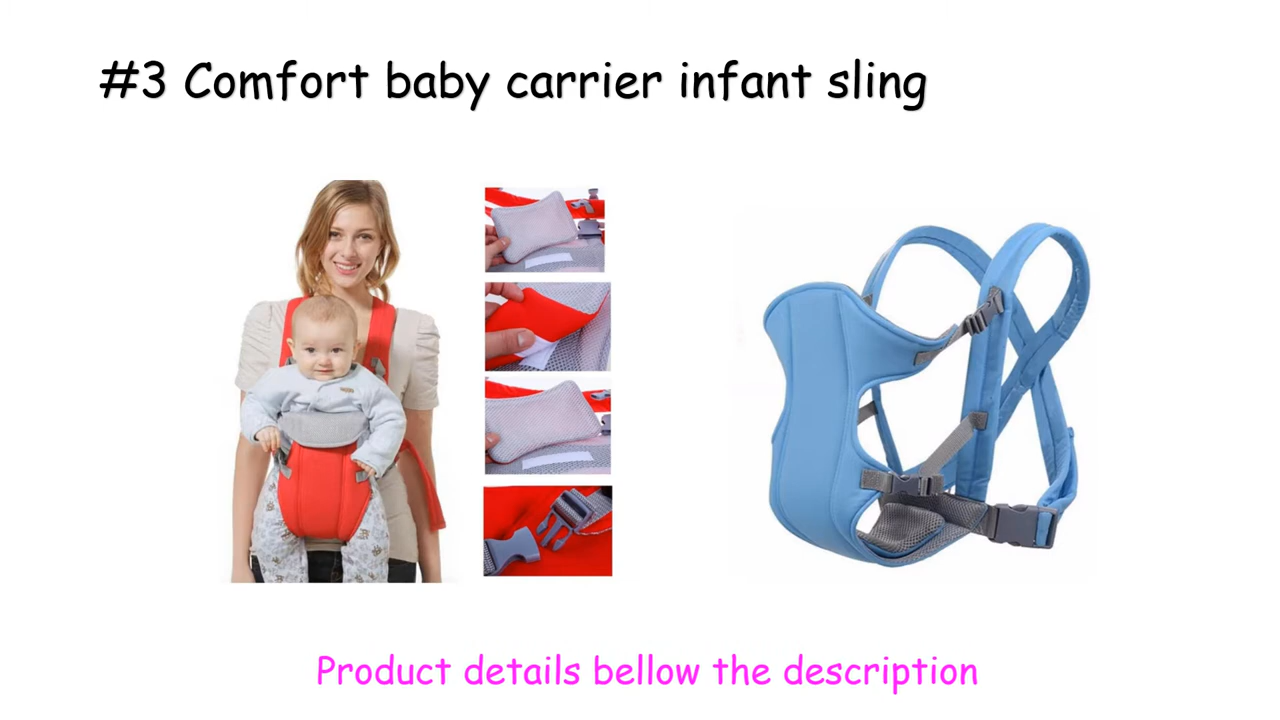 #3 Comfort baby carrier infant sling
Product details bellow the description